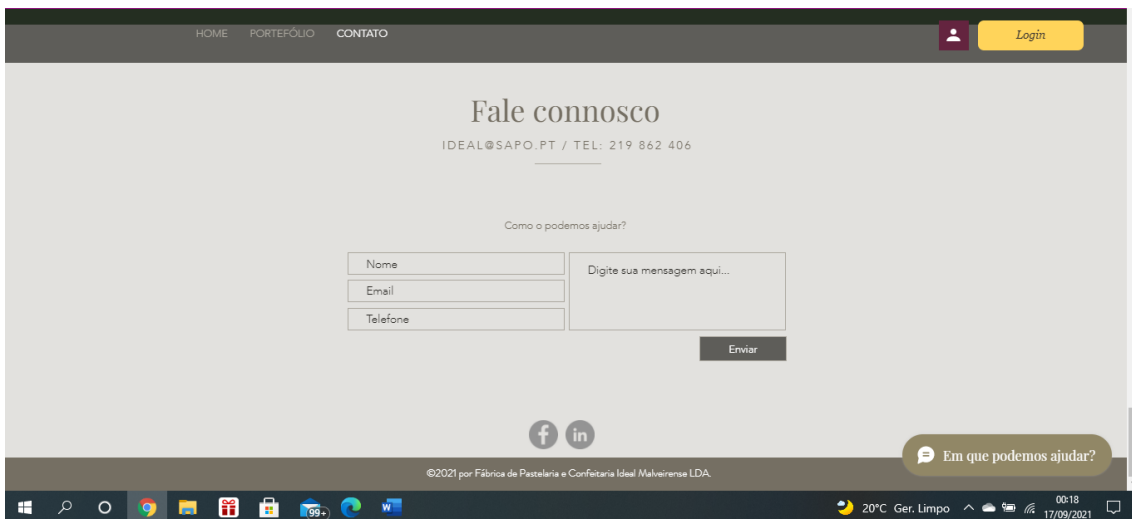 HOME PORTEFÓLIO CONTATO Login
Fale connosco
IDEAL@SAPO.PT / TEL: 219 862 406
Como o podemos ajudar?
Nome
Email
Telefone
Digite sua mensagem aqui...
Enviar
f in
Em que podemos ajudar?
©2021 por Fábrica de Pastelaria e Confeitaria Ideal Malveirense LDA.
99+ W 20°C Ger. Limpo 00:18
17/09/2021